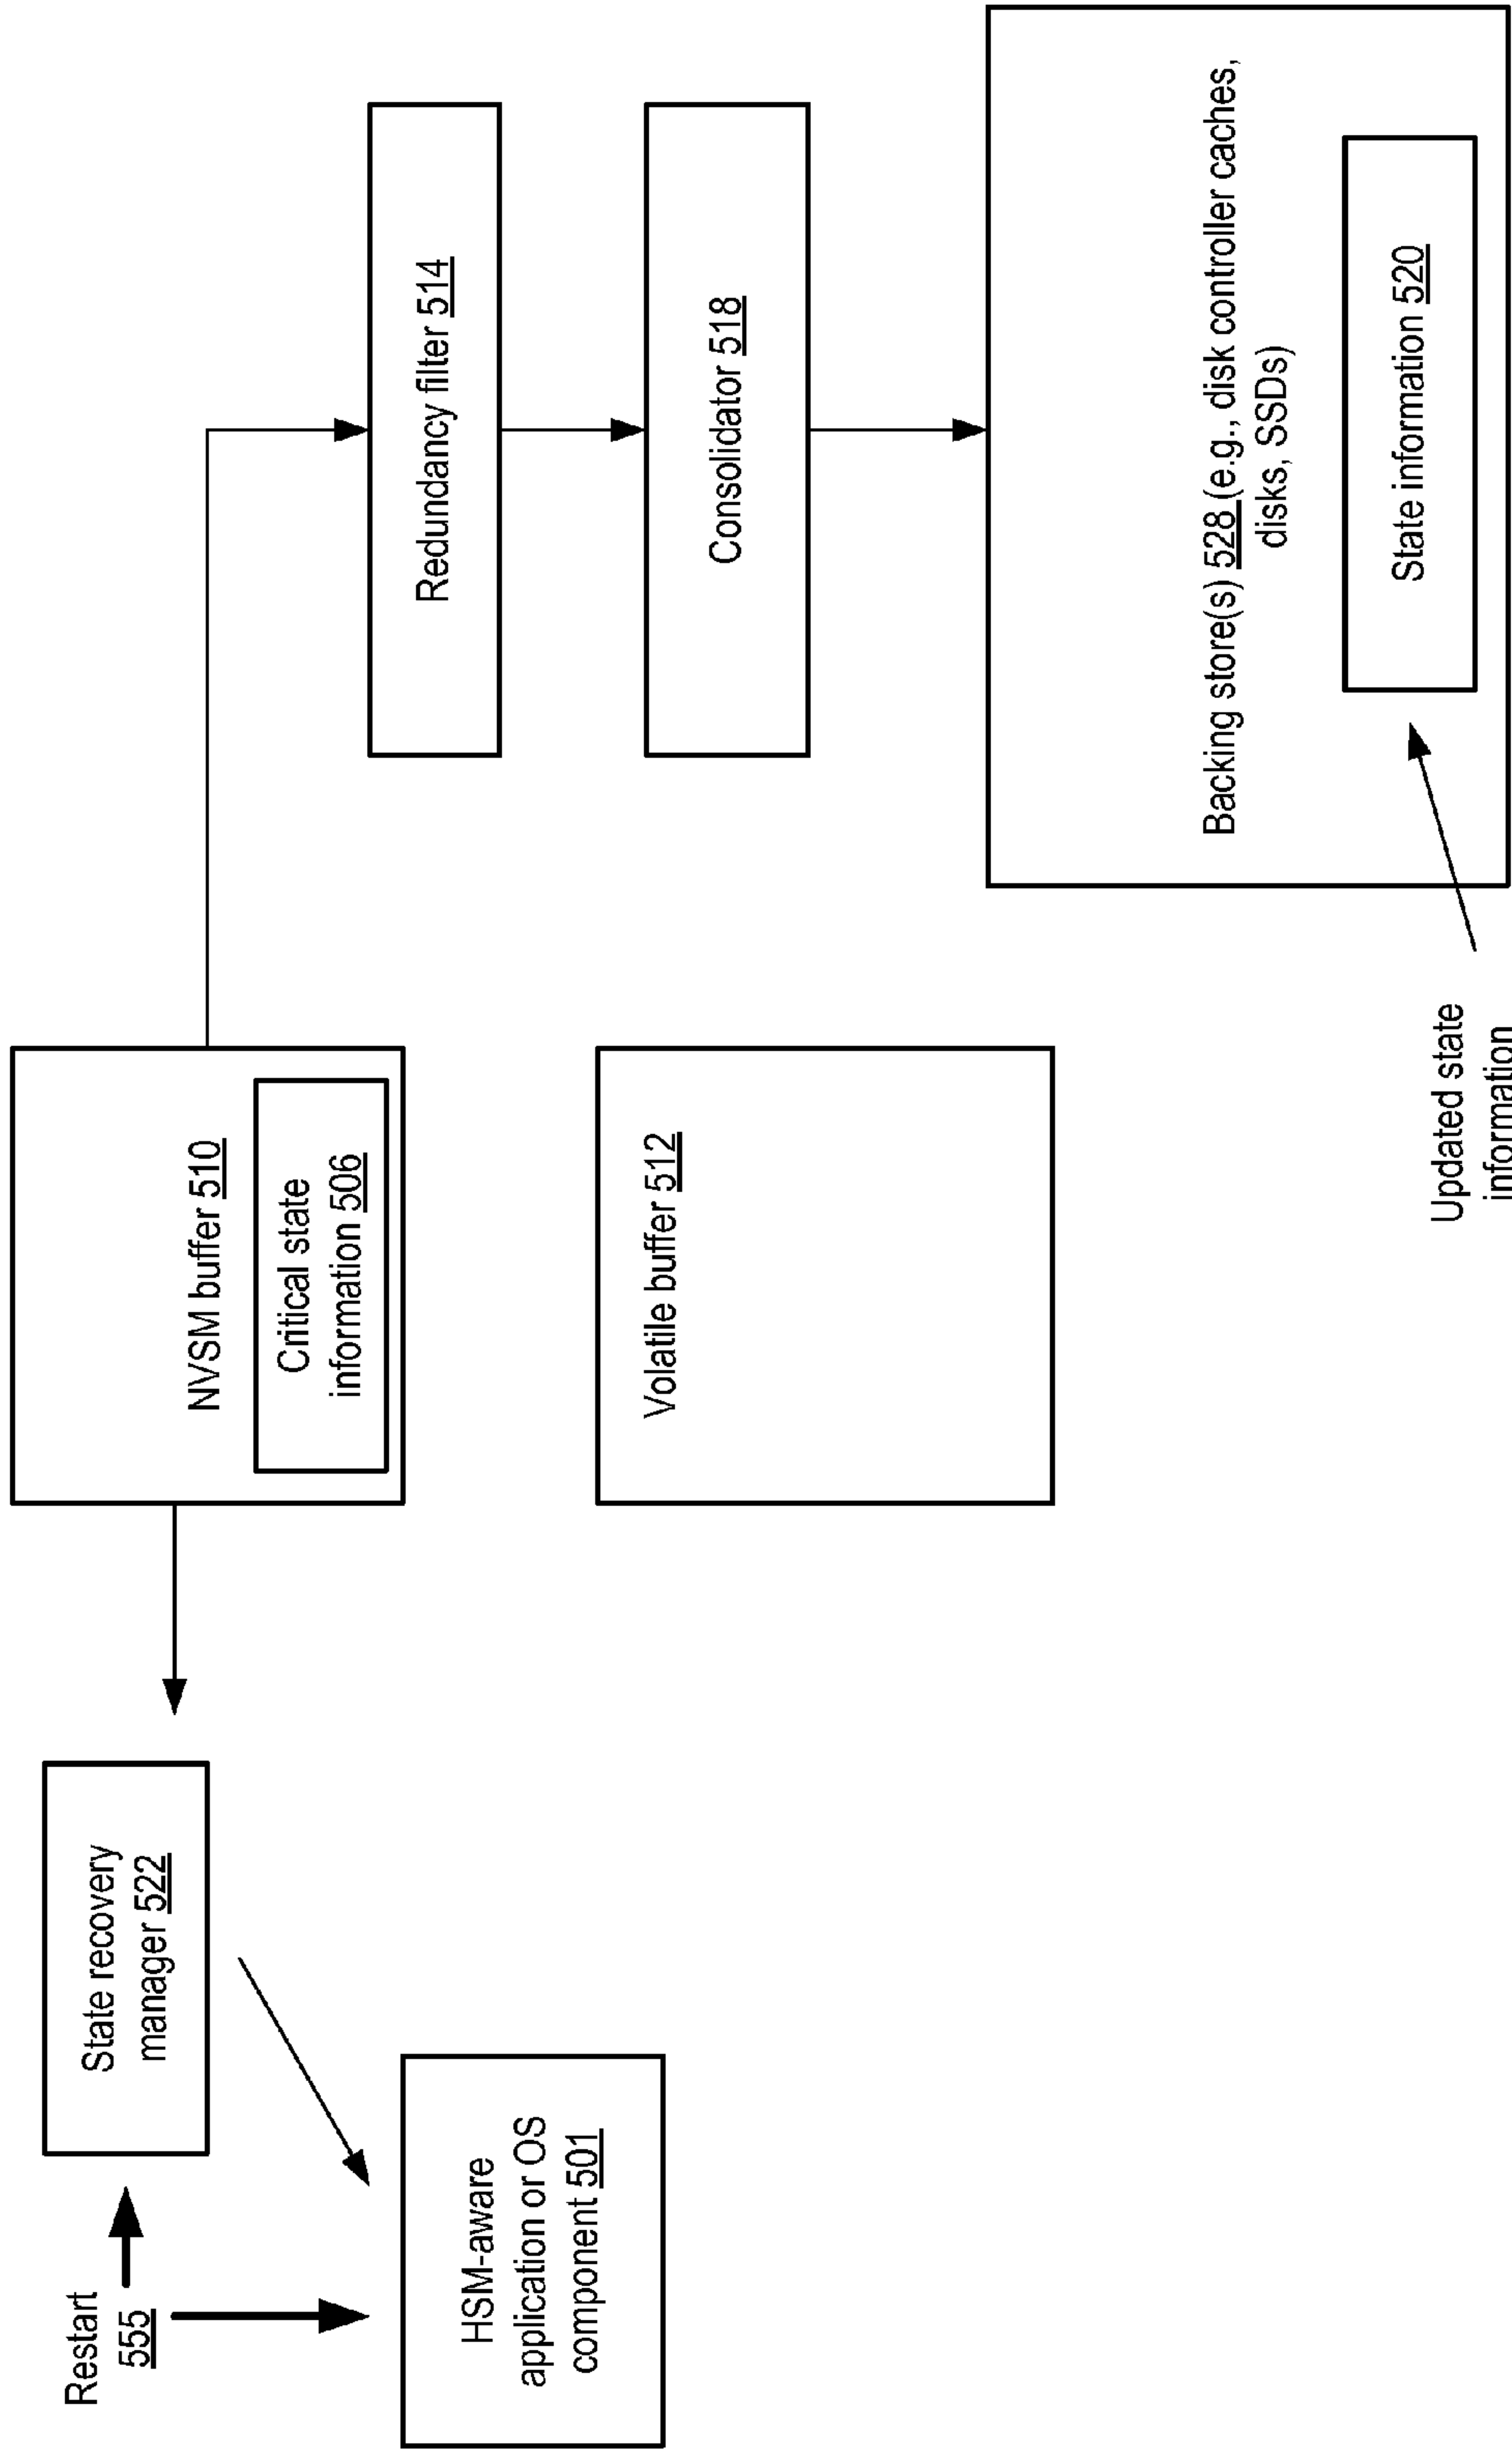 Restart
555
State recovery
manager 522
HSM-aware
application or OS
component 501
NVSM buffer 510
Critical state
information 506
Volatile buffer 512
Redundancy filter 514
Consolidator 518
Backing store(s) 528 (e.g., disk controller caches,
disks, SSDs)
State information 520
Updated state
information